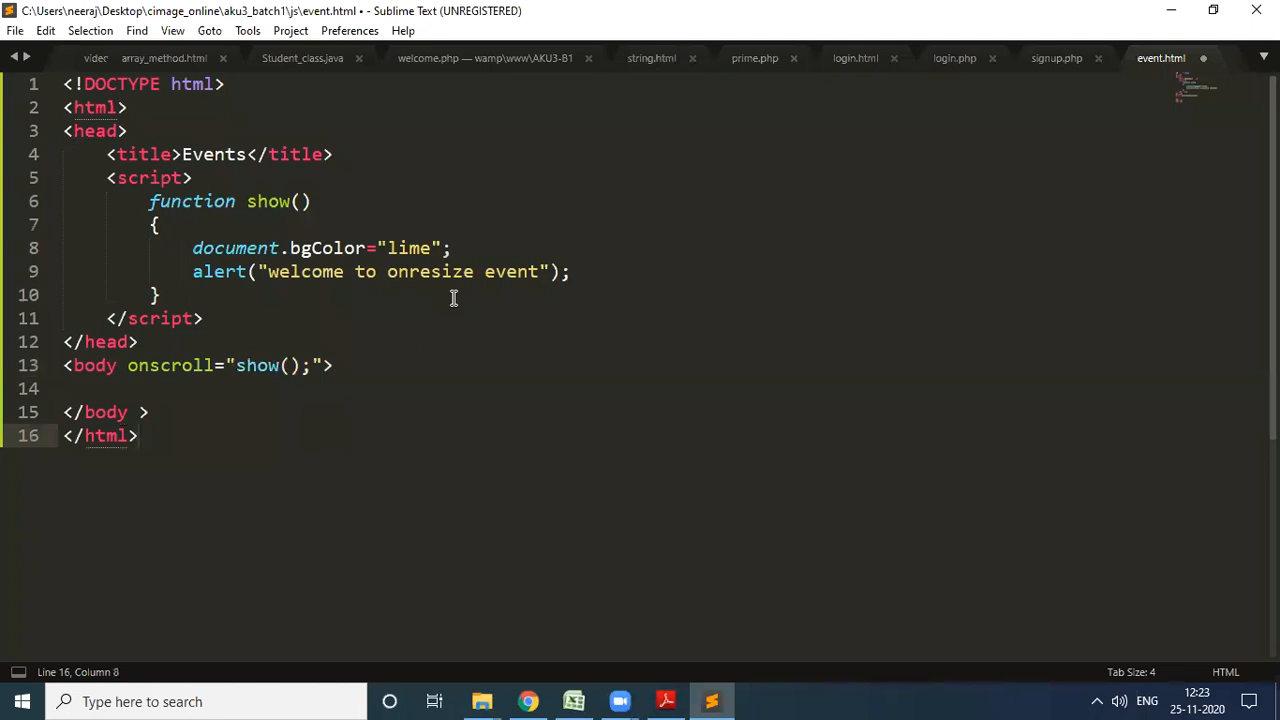 C:\Users\neeraj\Desktop\cimage_online\aku3_batch1\js\event.html • - Sublime Text (UNREGISTERED)
File Edit Selection Find View Goto Tools Project Preferences Help
array_method.html Student_class.java welcome.php — wamp\www\AKU3-B1 string.html prime.php login.html login.php signup.php event.html
1 <!DOCTYPE html>
2 <html>
3 <head>
4 <title>Events</title>
5 <script>
6 function show()
7 {
8 document.bgColor="lime";
9 alert("welcome to onresize event");
10 }
11 </script>
12 </head>
13 <body onscroll="show();">
14
15 </body >
16 </html>
Line 16, Column 8 Tab Size: 4 HTML
Type here to search ENG 12:23
25-11-2020